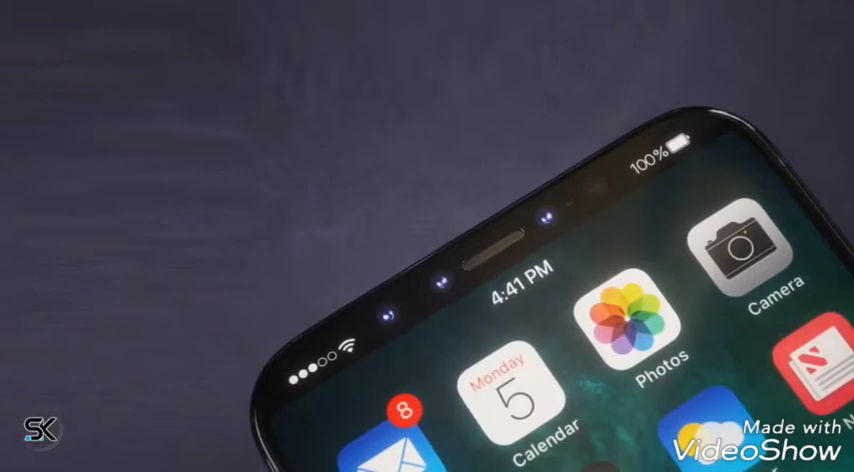 100%
4:41 PM
Camera
Photos
Monday
5
Calendar
8
N
SK
Made with
VideoShow